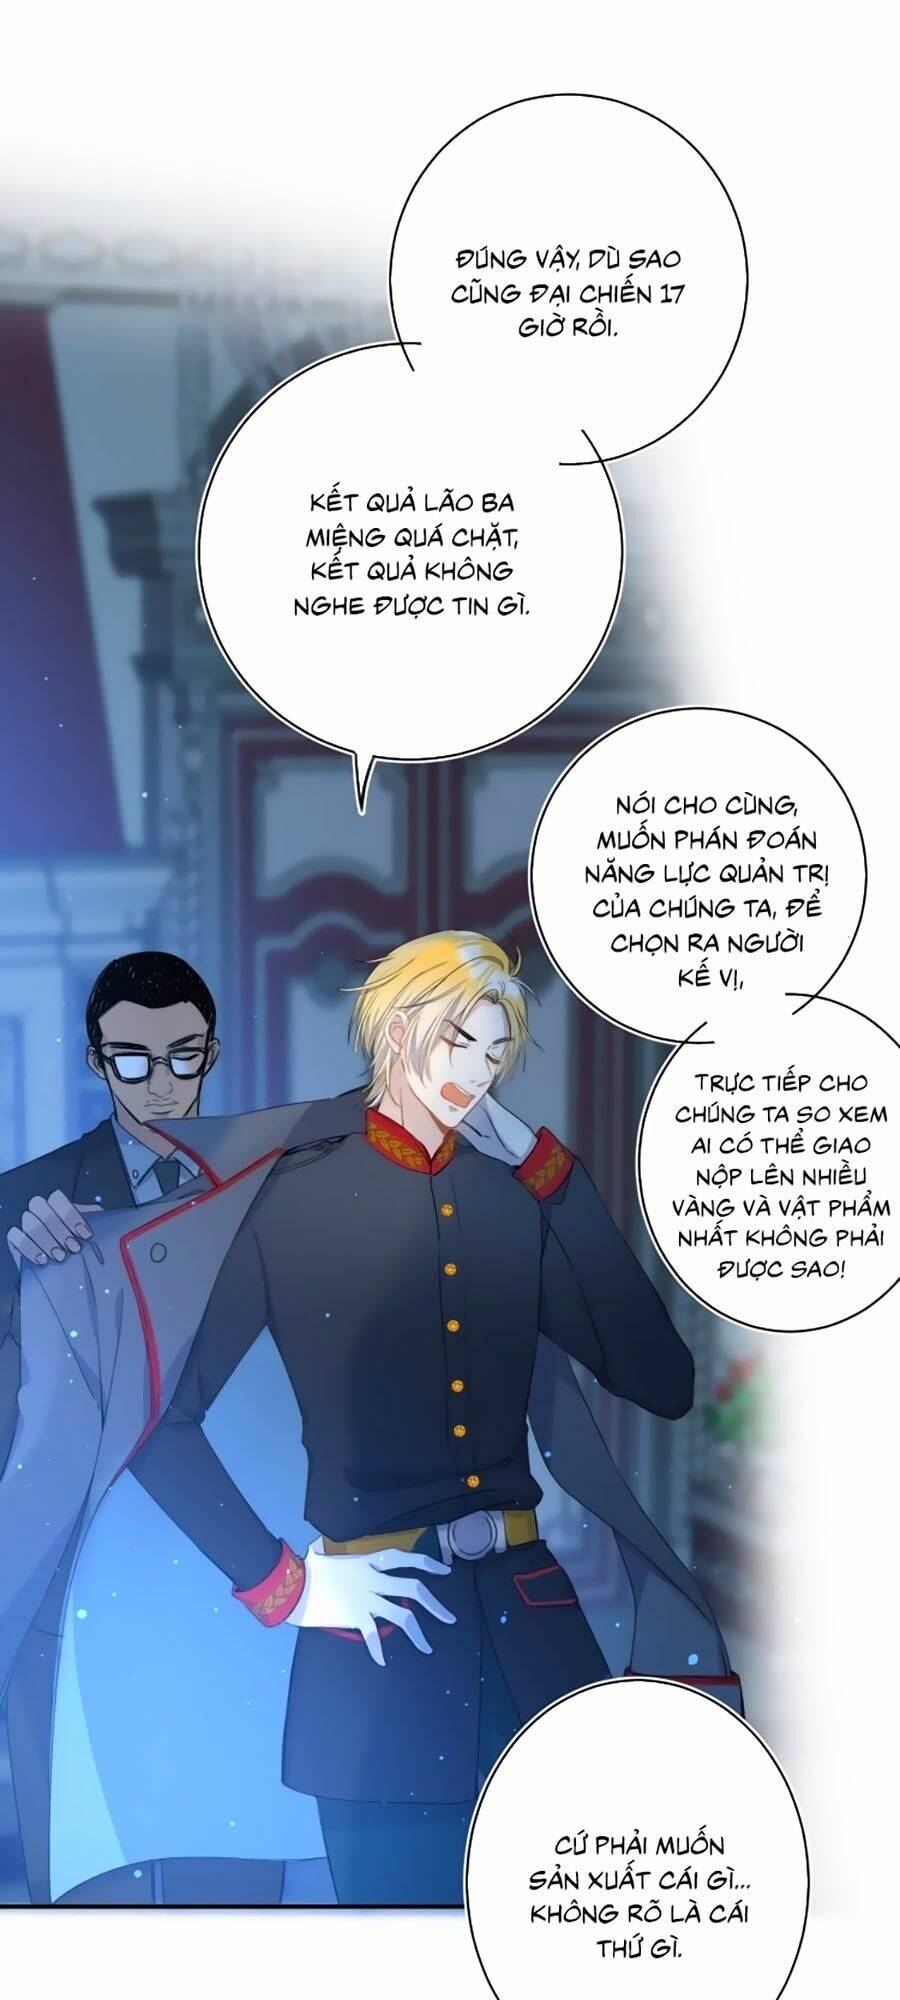 ĐÚNG VẬY, DÙ SAO
CŨNG ĐẠI CHIẾN 17
GIỜ RỒI.
KẾT QUẢ LÃO BA
MIỆNG QUÁ CHẶT,
KẾT QUẢ KHÔNG
NGHE ĐƯỢC TIN GÌ.
NÓI CHO CÙNG,
MUỐN PHÁN ĐOÁN
NĂNG LỰC QUẢN TRỊ
CỦA CHÚNG TA, ĐỂ
CHỌN RA NGƯỜI
KẾ VỊ,
TRỰC TIẾP CHO
CHÚNG TA SO XEM
AI CÓ THỂ GIAO
NỘP LÊN NHIỀU
VÀNG VÀ VẬT PHẨM
NHẤT KHÔNG PHẢI
ĐƯỢC SAO!
CỨ PHẢI MUỐN
SẢN XUẤT CÁI GÌ...
KHÔNG RÕ LÀ CÁI
THỨ GÌ.